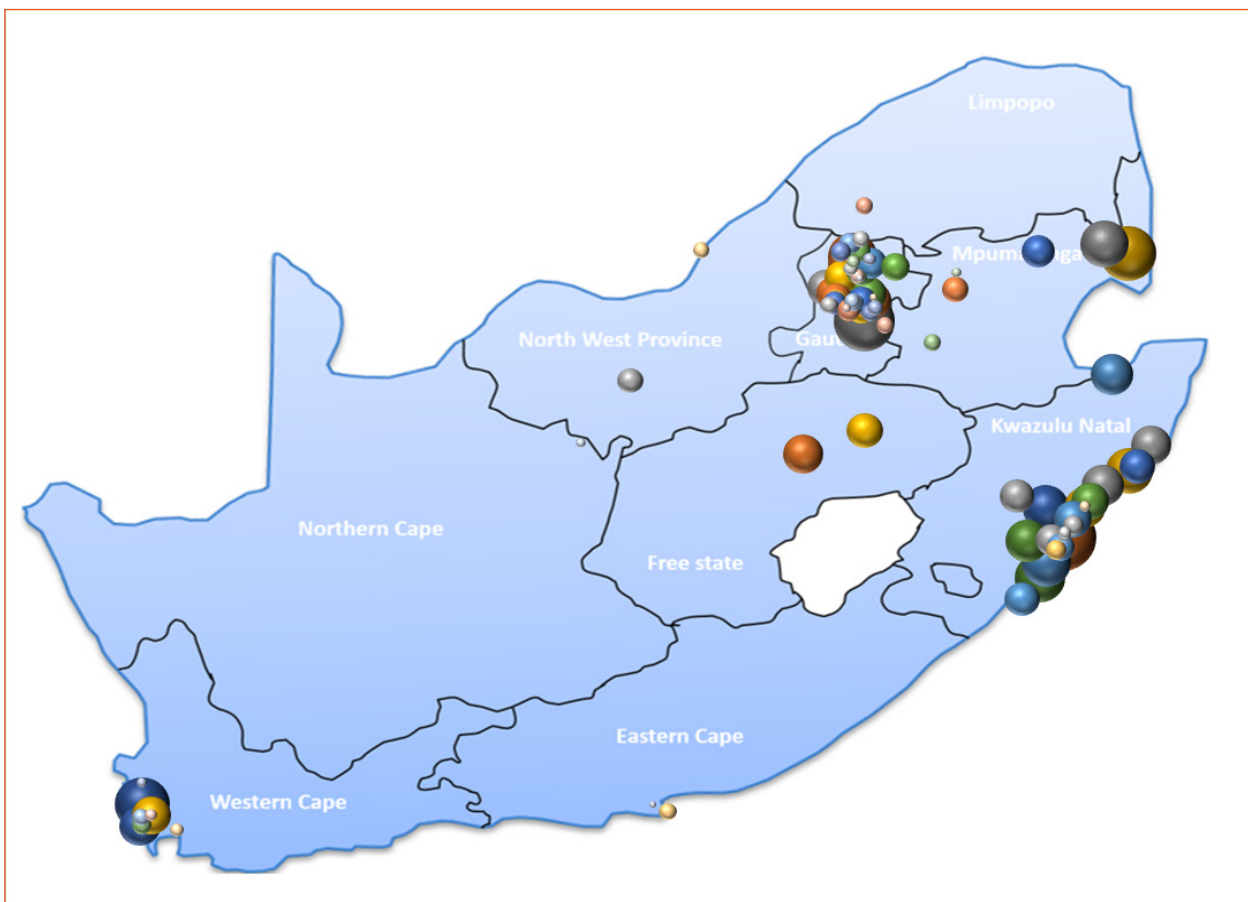 Limpopo
North West Province
Kwazulu Natal
Northern Cape
Free state
Eastern Cape
Western Cape